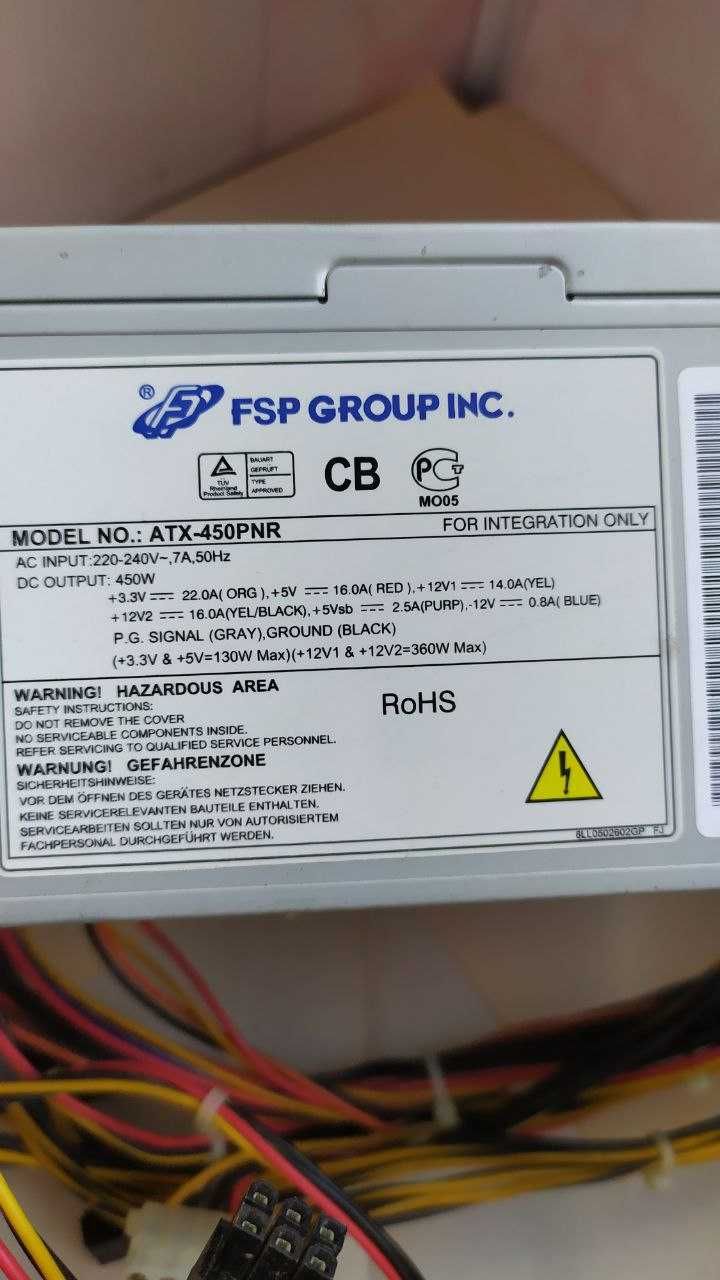 ® FSP GROUP INC.
TÜV Rheinland Product Safety
BAUART GEPRÜFT
TYPE APPROVED
CB
PCT
MO05
MODEL NO.: ATX-450PNR
FOR INTEGRATION ONLY
AC INPUT:220-240V~,7A,50Hz
DC OUTPUT: 450W
+3.3V ⎓ 22.0A( ORG ),+5V ⎓ 16.0A( RED ),+12V1 ⎓ 14.0A(YEL)
+12V2 ⎓ 16.0A(YEL/BLACK),+5Vsb ⎓ 2.5A(PURP),-12V ⎓ 0.8A( BLUE)
P.G. SIGNAL (GRAY),GROUND (BLACK)
(+3.3V & +5V=130W Max)(+12V1 & +12V2=360W Max)
WARNING! HAZARDOUS AREA
SAFETY INSTRUCTIONS:
DO NOT REMOVE THE COVER
NO SERVICEABLE COMPONENTS INSIDE.
REFER SERVICING TO QUALIFIED SERVICE PERSONNEL.
RoHS
WARNUNG! GEFAHRENZONE
SICHERHEITSHINWEISE:
VOR DEM ÖFFNEN DES GERÄTES NETZSTECKER ZIEHEN.
KEINE SERVICERELEVANTEN BAUTEILE ENTHALTEN.
SERVICEARBEITEN SOLLTEN NUR VON AUTORISIERTEM
FACHPERSONAL DURCHGEFÜHRT WERDEN.
6LL0502602GP FJ